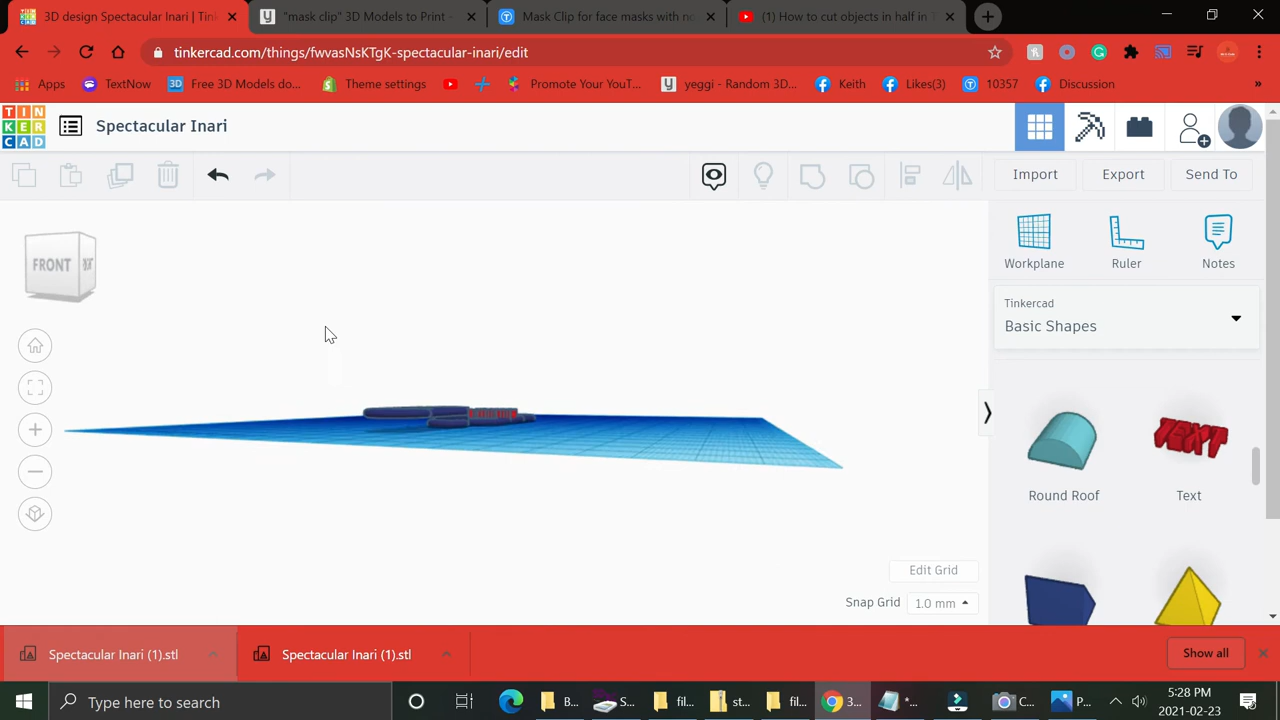 3D design Spectacular Inari | Tin
"mask clip" 3D Models to Print -
Mask Clip for face masks with no
(1) How to cut objects in half in T
tinkercad.com/things/fwvasNsKTgK-spectacular-inari/edit
Apps
TextNow
Free 3D Models do...
Theme settings
Promote Your YouT...
yeggi - Random 3D...
Keith
Likes(3)
10357
Discussion
»
TIN
KER
CAD
Spectacular Inari
Import
Export
Send To
FRONT
Workplane
Ruler
Notes
Tinkercad
Basic Shapes
TEXT
Round Roof
Text
Edit Grid
Snap Grid
1.0 mm
Spectacular Inari (1).stl
Spectacular Inari (1).stl
Show all
Type here to search
B...
S...
fil...
st...
fil...
3...
*...
C...
P...
5:28 PM
2021-02-23